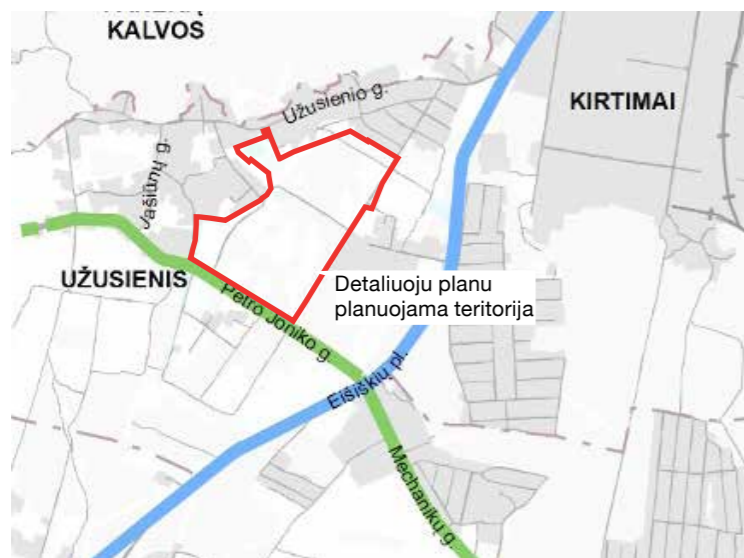 KALVOS
Užusienio g.
KIRTIMAI
Jašiūnų g.
UŽUSIENIS
Detaliuoju planu
planuojama teritorija
Petro Joniko g.
Eišiškių pl.
Mechanikų g.